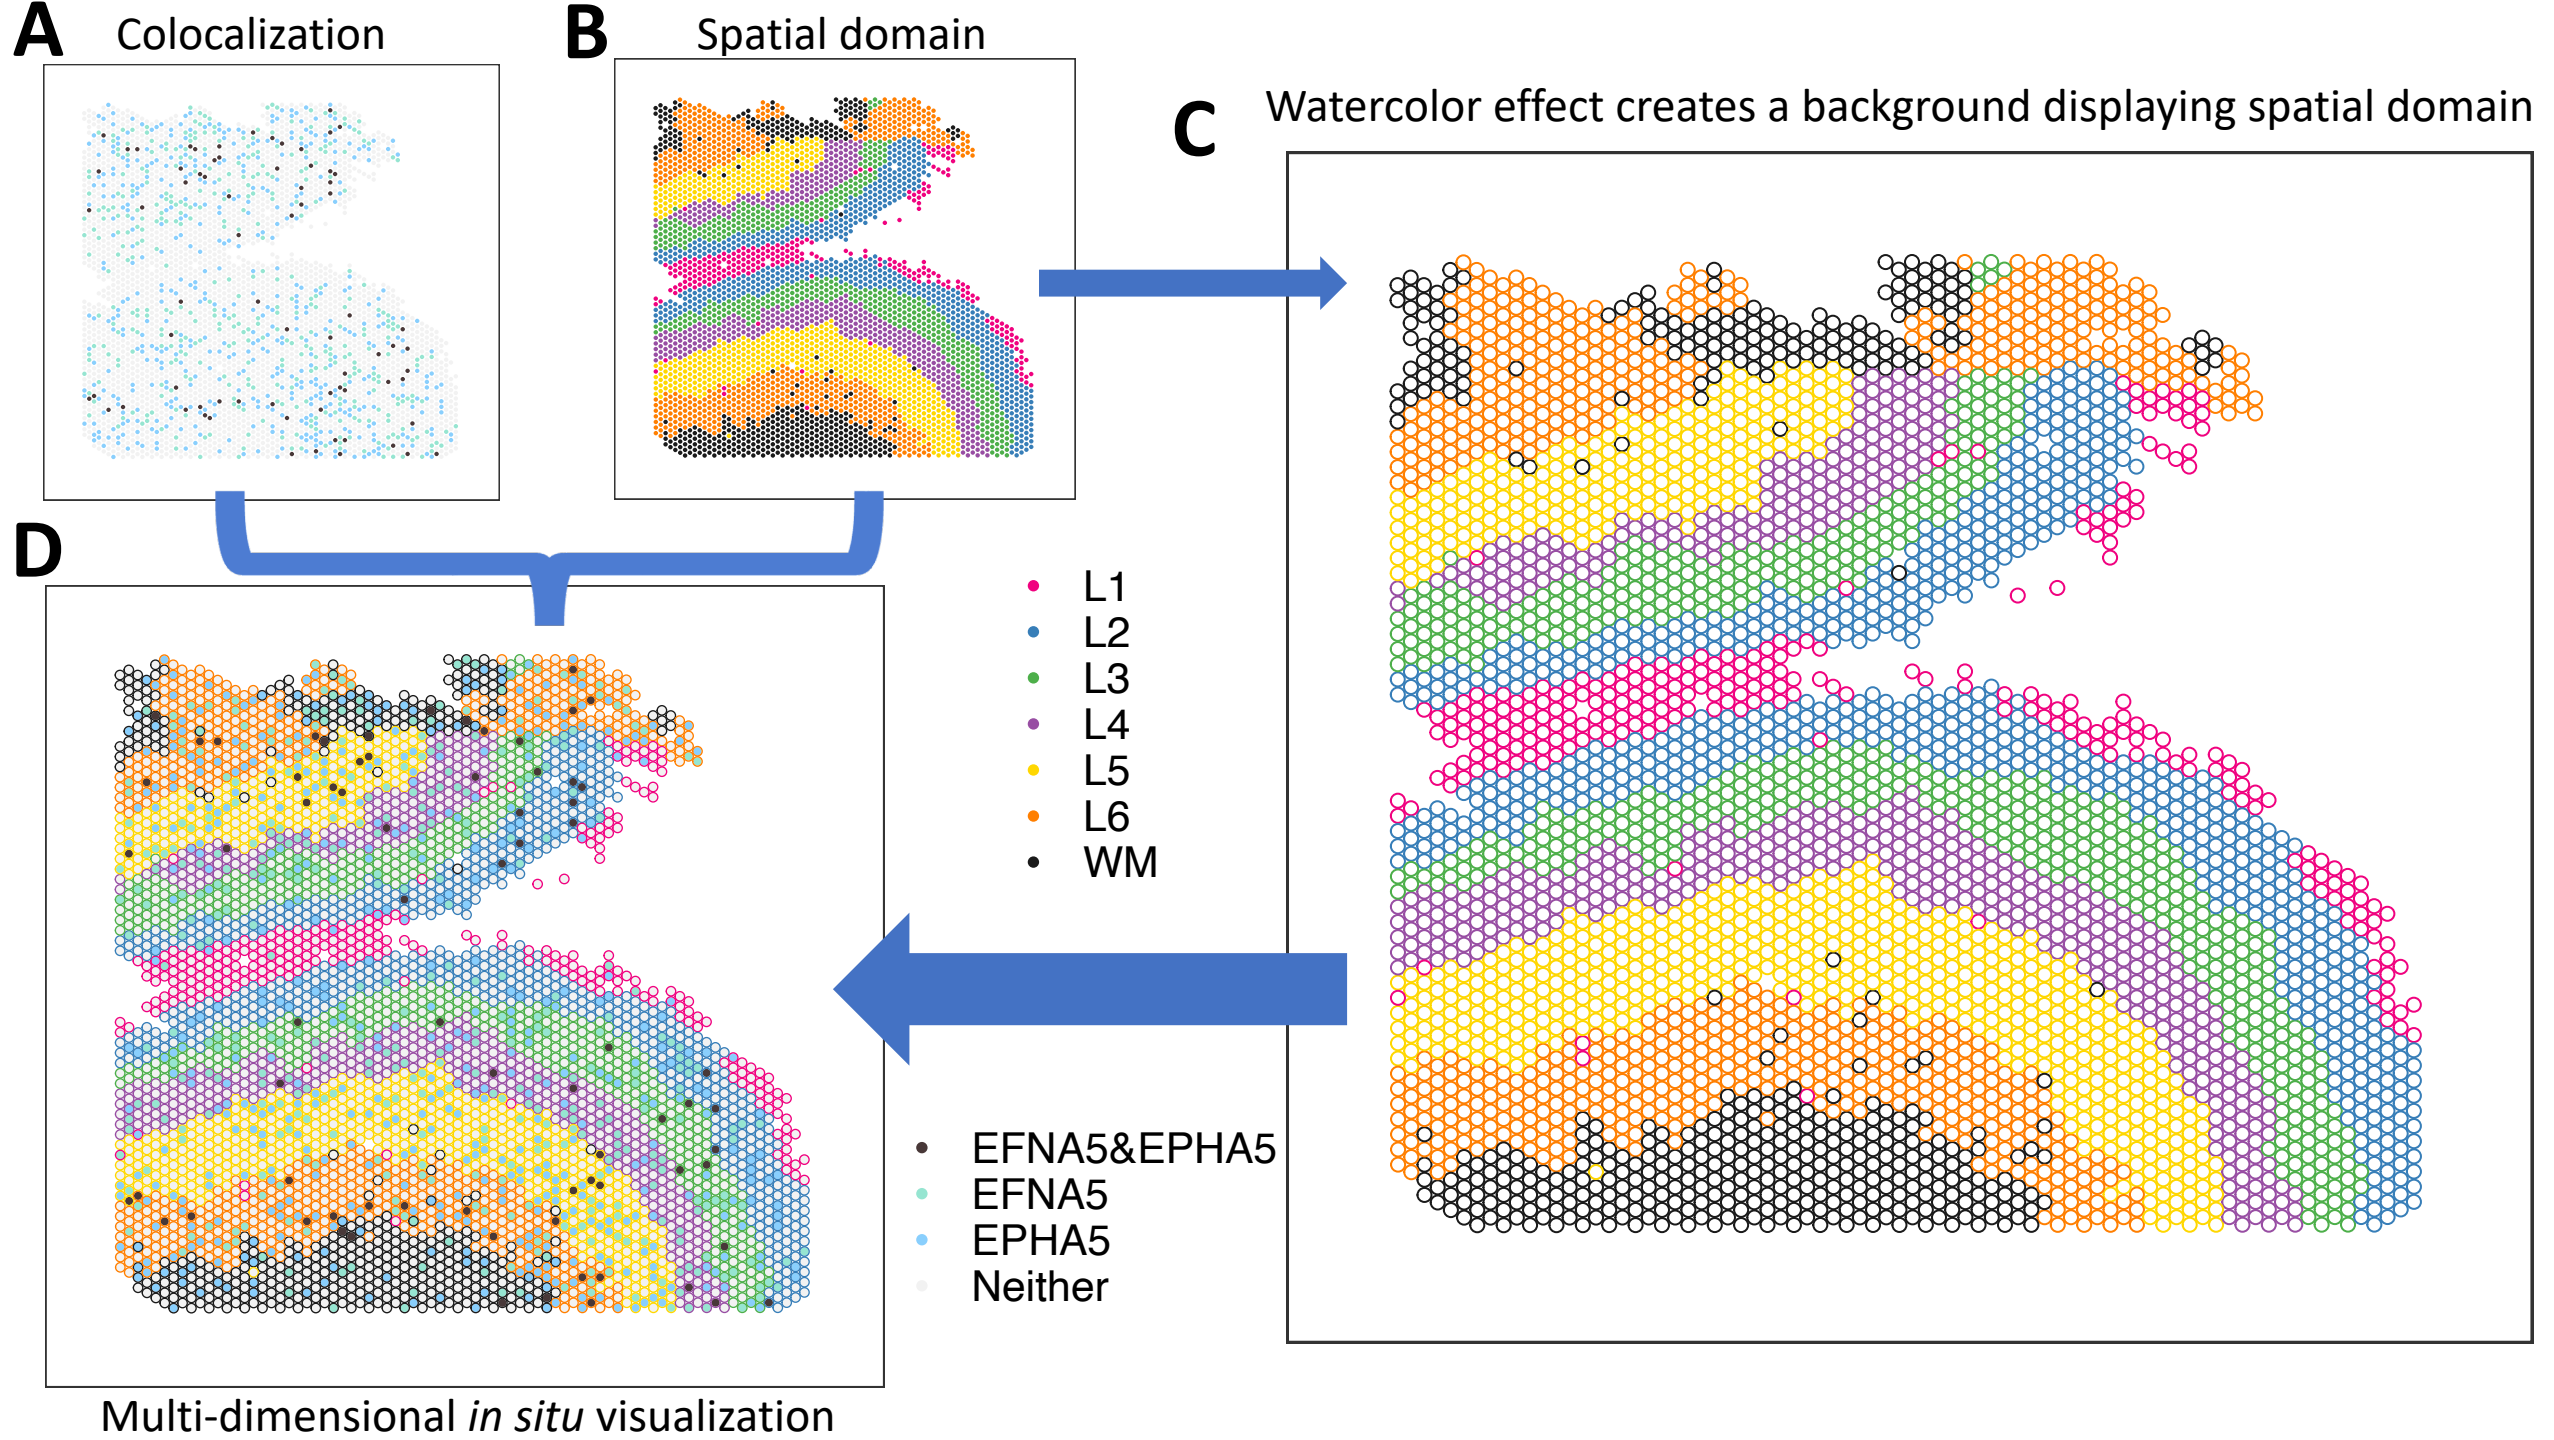 A
Colocalization
B
Spatial domain
C
Watercolor effect creates a background displaying spatial domain
D
L1
L2
L3
L4
L5
L6
WM
EFNA5&EPHA5
EFNA5
EPHA5
Neither
Multi-dimensional in situ visualization